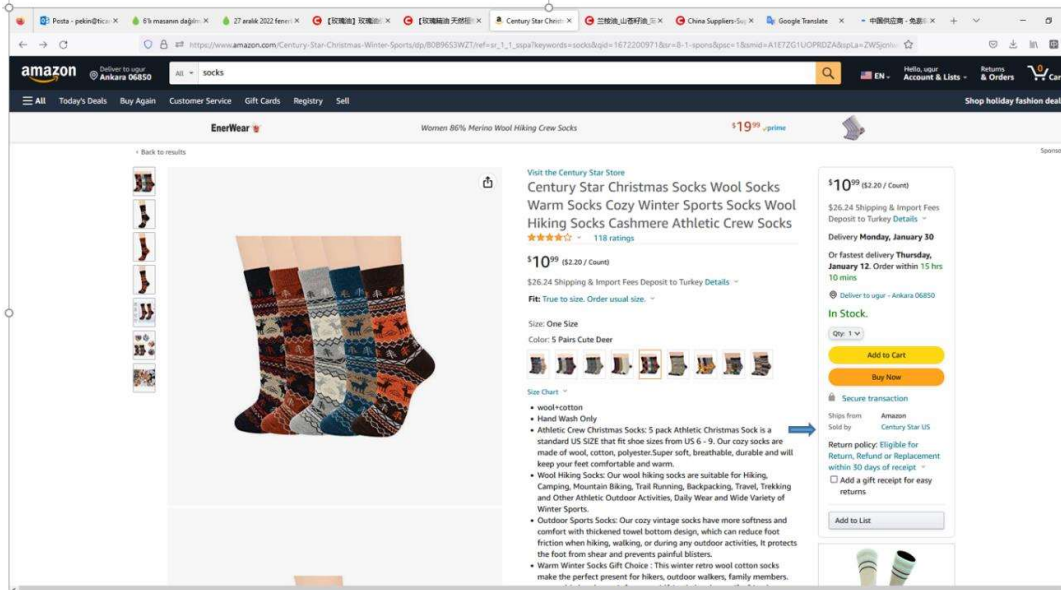 Posta - pekin@tica
6'lı masanın dağılm
27 aralık 2022 fener
China Suppliers-Su
Google Translate
https://www.amazon.com/Century-Star-Christmas-Winter-Sports/dp/B0B96S3WZT/ref=sr_1_1_sspa?keywords=socks&qid=1672200971&sr=8-1-spons&psc=1&smid=A1E7ZG1UOPRDZA&spLa=ZWSjcn
amazon
Deliver to ugur
Ankara 06850
All
socks
EN
Hello, ugur
Account & Lists
Returns
& Orders
0
Car
All
Today's Deals
Buy Again
Customer Service
Gift Cards
Registry
Sell
Shop holiday fashion deal
EnerWear
Women 86% Merino Wool Hiking Crew Socks
$19.99 prime
‹ Back to results
Sponso
Visit the Century Star Store
Century Star Christmas Socks Wool Socks
Warm Socks Cozy Winter Sports Socks Wool
Hiking Socks Cashmere Athletic Crew Socks
118 ratings
$10.99 ($2.20 / Count)
$26.24 Shipping & Import Fees Deposit to Turkey Details
Fit: True to size. Order usual size.
Size: One Size
Color: 5 Pairs Cute Deer
Size Chart
• wool+cotton
• Hand Wash Only
• Athletic Crew Christmas Socks: 5 pack Athletic Christmas Sock is a
standard US SIZE that fit shoe sizes from US 6 - 9. Our cozy socks are
made of wool, cotton, polyester.Super soft, breathable, durable and will
keep your feet comfortable and warm.
• Wool Hiking Socks: Our wool hiking socks are suitable for Hiking,
Camping, Mountain Biking, Trail Running, Backpacking, Travel, Trekking
and Other Athletic Outdoor Activities, Daily Wear and Wide Variety of
Winter Sports.
• Outdoor Sports Socks: Our cozy vintage socks have more softness and
comfort with thickened towel bottom design, which can reduce foot
friction when hiking, walking, or during any outdoor activities, It protects
the foot from shear and prevents painful blisters.
• Warm Winter Socks Gift Choice : This winter retro wool cotton socks
make the perfect present for hikers, outdoor walkers, family members.
$10.99 ($2.20 / Count)
$26.24 Shipping & Import Fees
Deposit to Turkey Details
Delivery Monday, January 30
Or fastest delivery Thursday,
January 12. Order within 15 hrs
10 mins
Deliver to ugur - Ankara 06850
In Stock.
Qty: 1
Add to Cart
Buy Now
Secure transaction
Ships from Amazon
Sold by Century Star US
Return policy: Eligible for
Return, Refund or Replacement
within 30 days of receipt
Add a gift receipt for easy
returns
Add to List